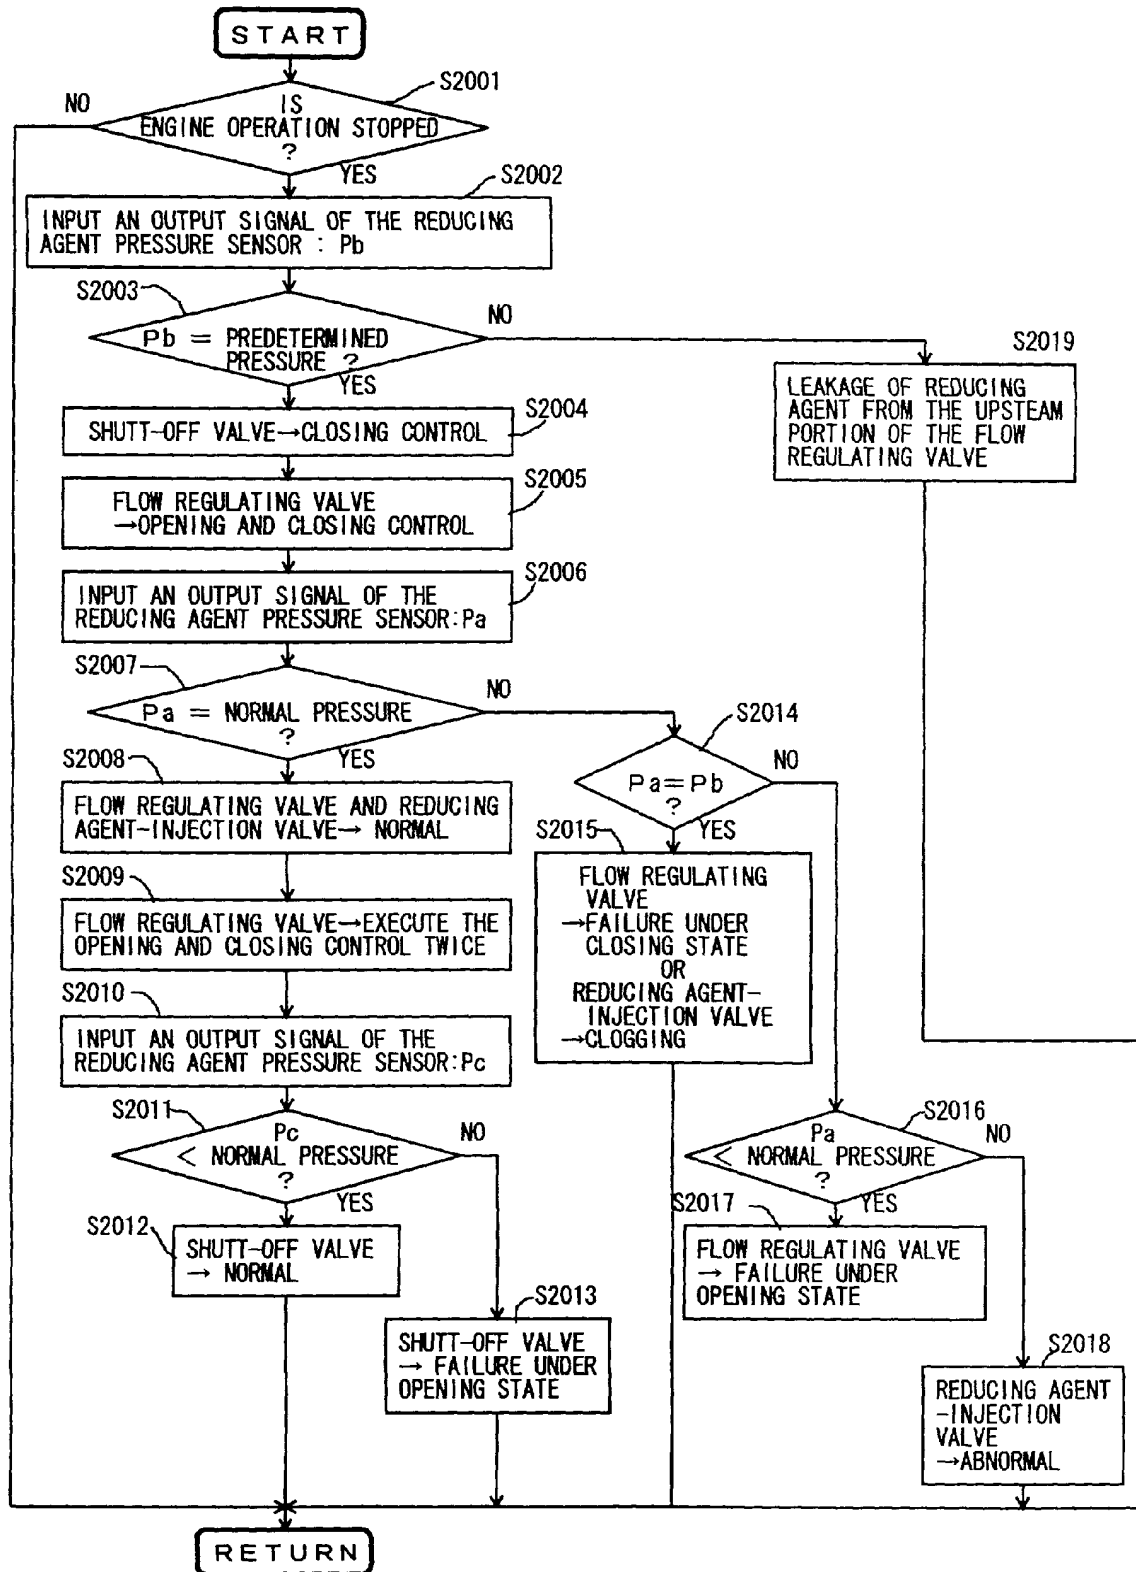 START
S2001
NO
IS
ENGINE OPERATION STOPPED
?
YES
S2002
INPUT AN OUTPUT SIGNAL OF THE REDUCING
AGENT PRESSURE SENSOR : Pb
S2003
NO
Pb = PREDETERMINED
PRESSURE ?
YES
S2019
LEAKAGE OF REDUCING
AGENT FROM THE UPSTEAM
PORTION OF THE FLOW
REGULATING VALVE
S2004
SHUTT-OFF VALVE→CLOSING CONTROL
S2005
FLOW REGULATING VALVE
→OPENING AND CLOSING CONTROL
S2006
INPUT AN OUTPUT SIGNAL OF THE
REDUCING AGENT PRESSURE SENSOR:Pa
S2007
NO
Pa = NORMAL PRESSURE
?
YES
S2014
NO
Pa=Pb
?
YES
S2008
FLOW REGULATING VALVE AND REDUCING
AGENT-INJECTION VALVE→ NORMAL
S2015
FLOW REGULATING
VALVE
→FAILURE UNDER
CLOSING STATE
OR
REDUCING AGENT-
INJECTION VALVE
→CLOGGING
S2009
FLOW REGULATING VALVE→EXECUTE THE
OPENING AND CLOSING CONTROL TWICE
S2010
INPUT AN OUTPUT SIGNAL OF THE
REDUCING AGENT PRESSURE SENSOR:Pc
S2011
NO
Pc
< NORMAL PRESSURE
?
YES
S2016
NO
Pa
< NORMAL PRESSURE
?
YES
S2012
SHUTT-OFF VALVE
→ NORMAL
S2017
FLOW REGULATING VALVE
→ FAILURE UNDER
OPENING STATE
S2013
SHUTT-OFF VALVE
→ FAILURE UNDER
OPENING STATE
S2018
REDUCING AGENT
-INJECTION
VALVE
→ABNORMAL
RETURN